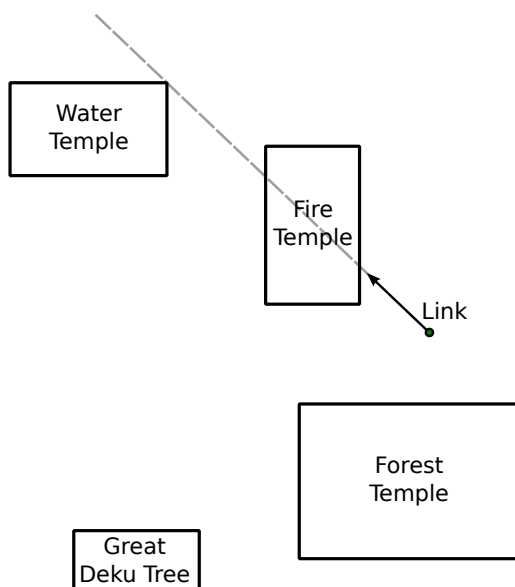 Water
Temple
Fire
Temple
Link
Forest
Temple
Great
Deku Tree